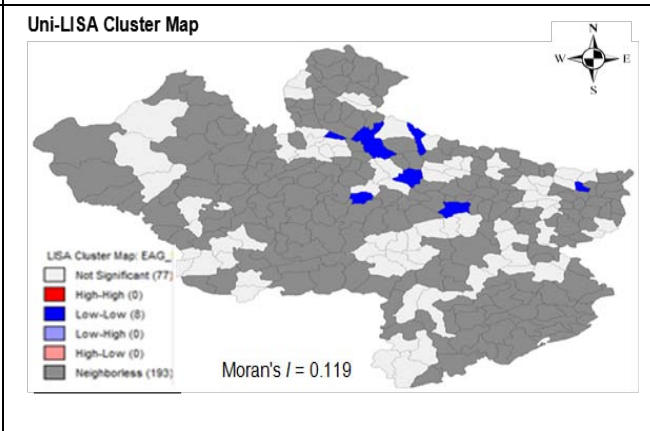 Uni-LISA Cluster Map
N
W E
S
LISA Cluster Map: EAG_
Not Significant (77)
High-High (0)
Low-Low (8)
Low-High (0)
High-Low (0)
Neighborless (193)
Moran's I = 0.119